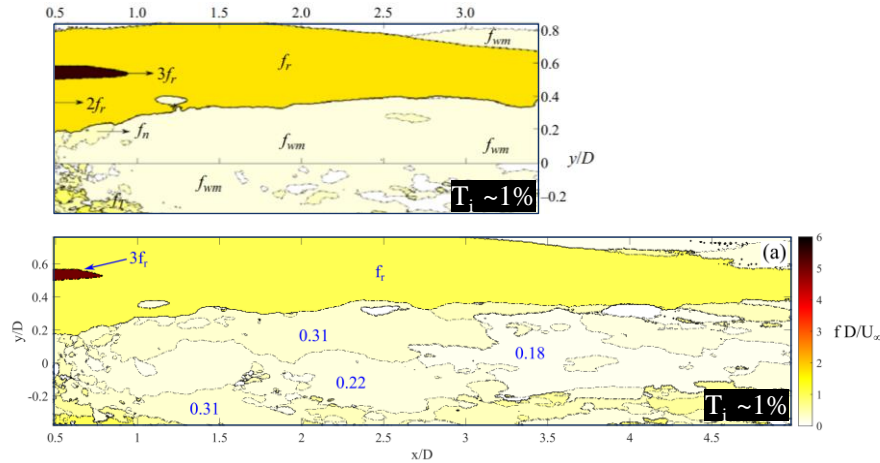 0.5 1.0 1.5 2.0 2.5 3.0
f_wm 0.8
f_r
3f_r 0.6
2f_r 0.4
f_n 0.2
f_wm f_wm f_wm
0 y/D
f_wm f_wm
-0.2
T_i ~1%
(a) 6
0.6 3f_r f_r
5
0.4
4
0.2 0.31
y/D 3 f D/U_∞
0 0.18
0.22 2
-0.2
0.31 1
T_i ~1%
0
0.5 1 1.5 2 2.5 3 3.5 4 4.5
x/D